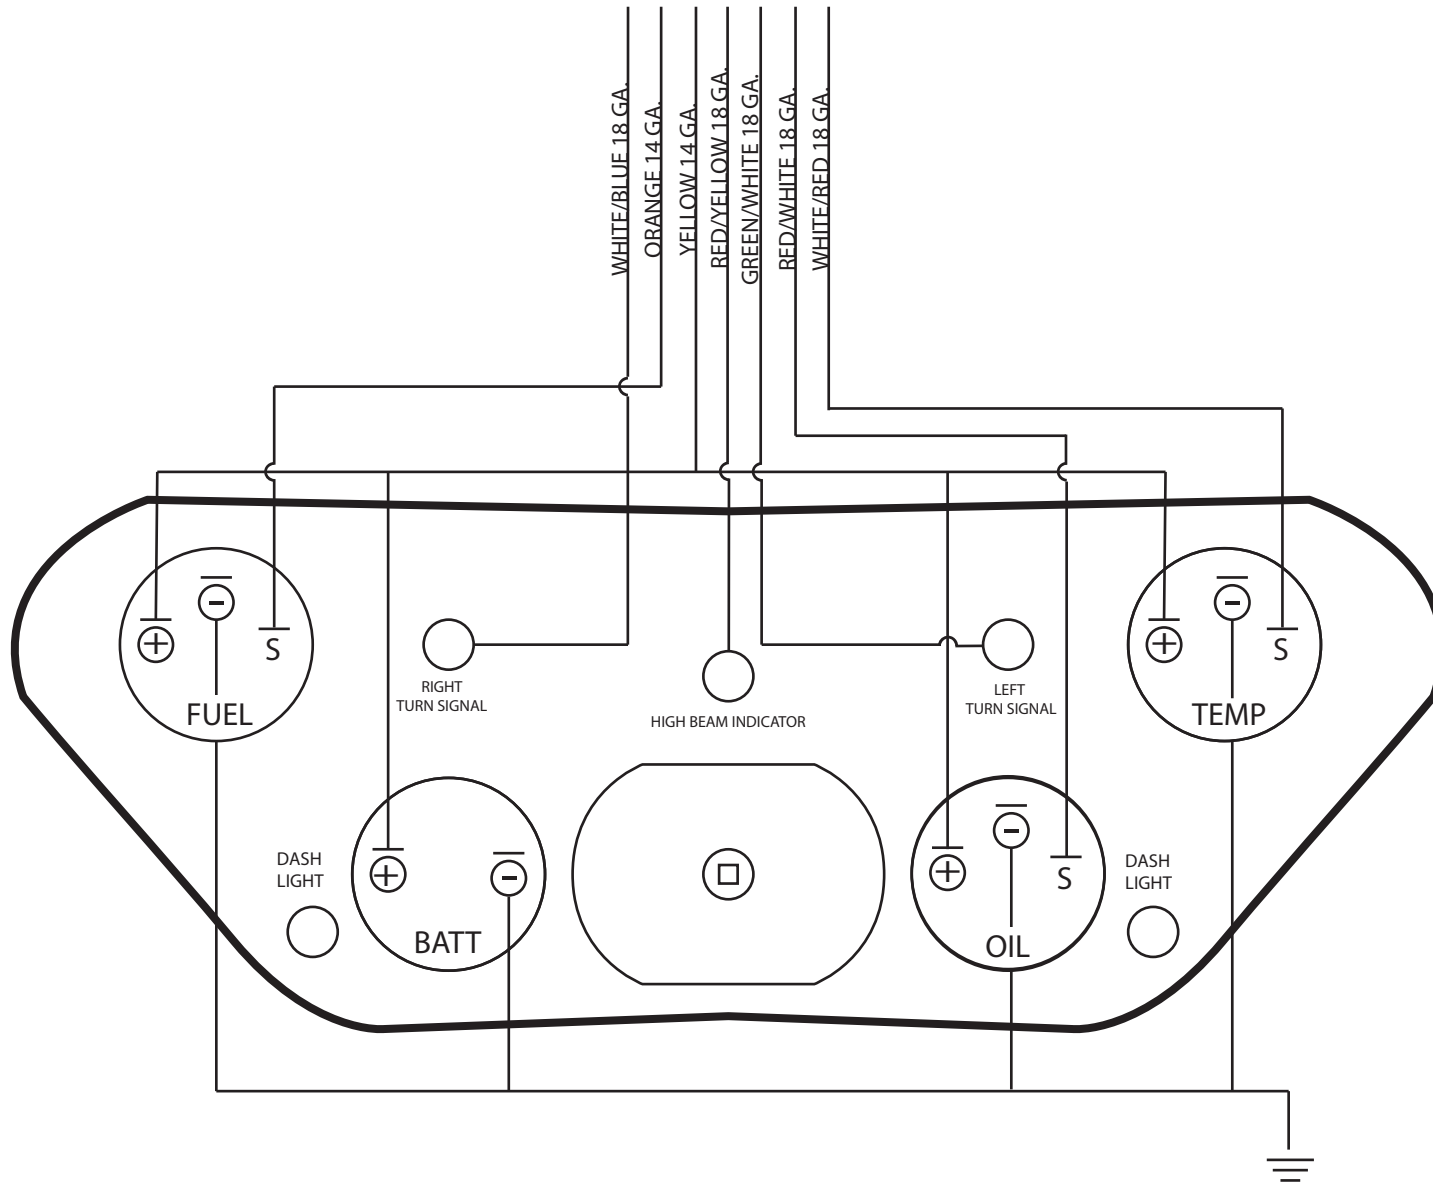 WHITE/BLUE 18 GA.
ORANGE 14 GA.
YELLOW 14 GA.
RED/YELLOW 18 GA.
GREEN/WHITE 18 GA.
RED/WHITE 18 GA.
WHITE/RED 18 GA.
S
FUEL
RIGHT
TURN SIGNAL
HIGH BEAM INDICATOR
LEFT
TURN SIGNAL
S
TEMP
DASH
LIGHT
BATT
S
OIL
DASH
LIGHT